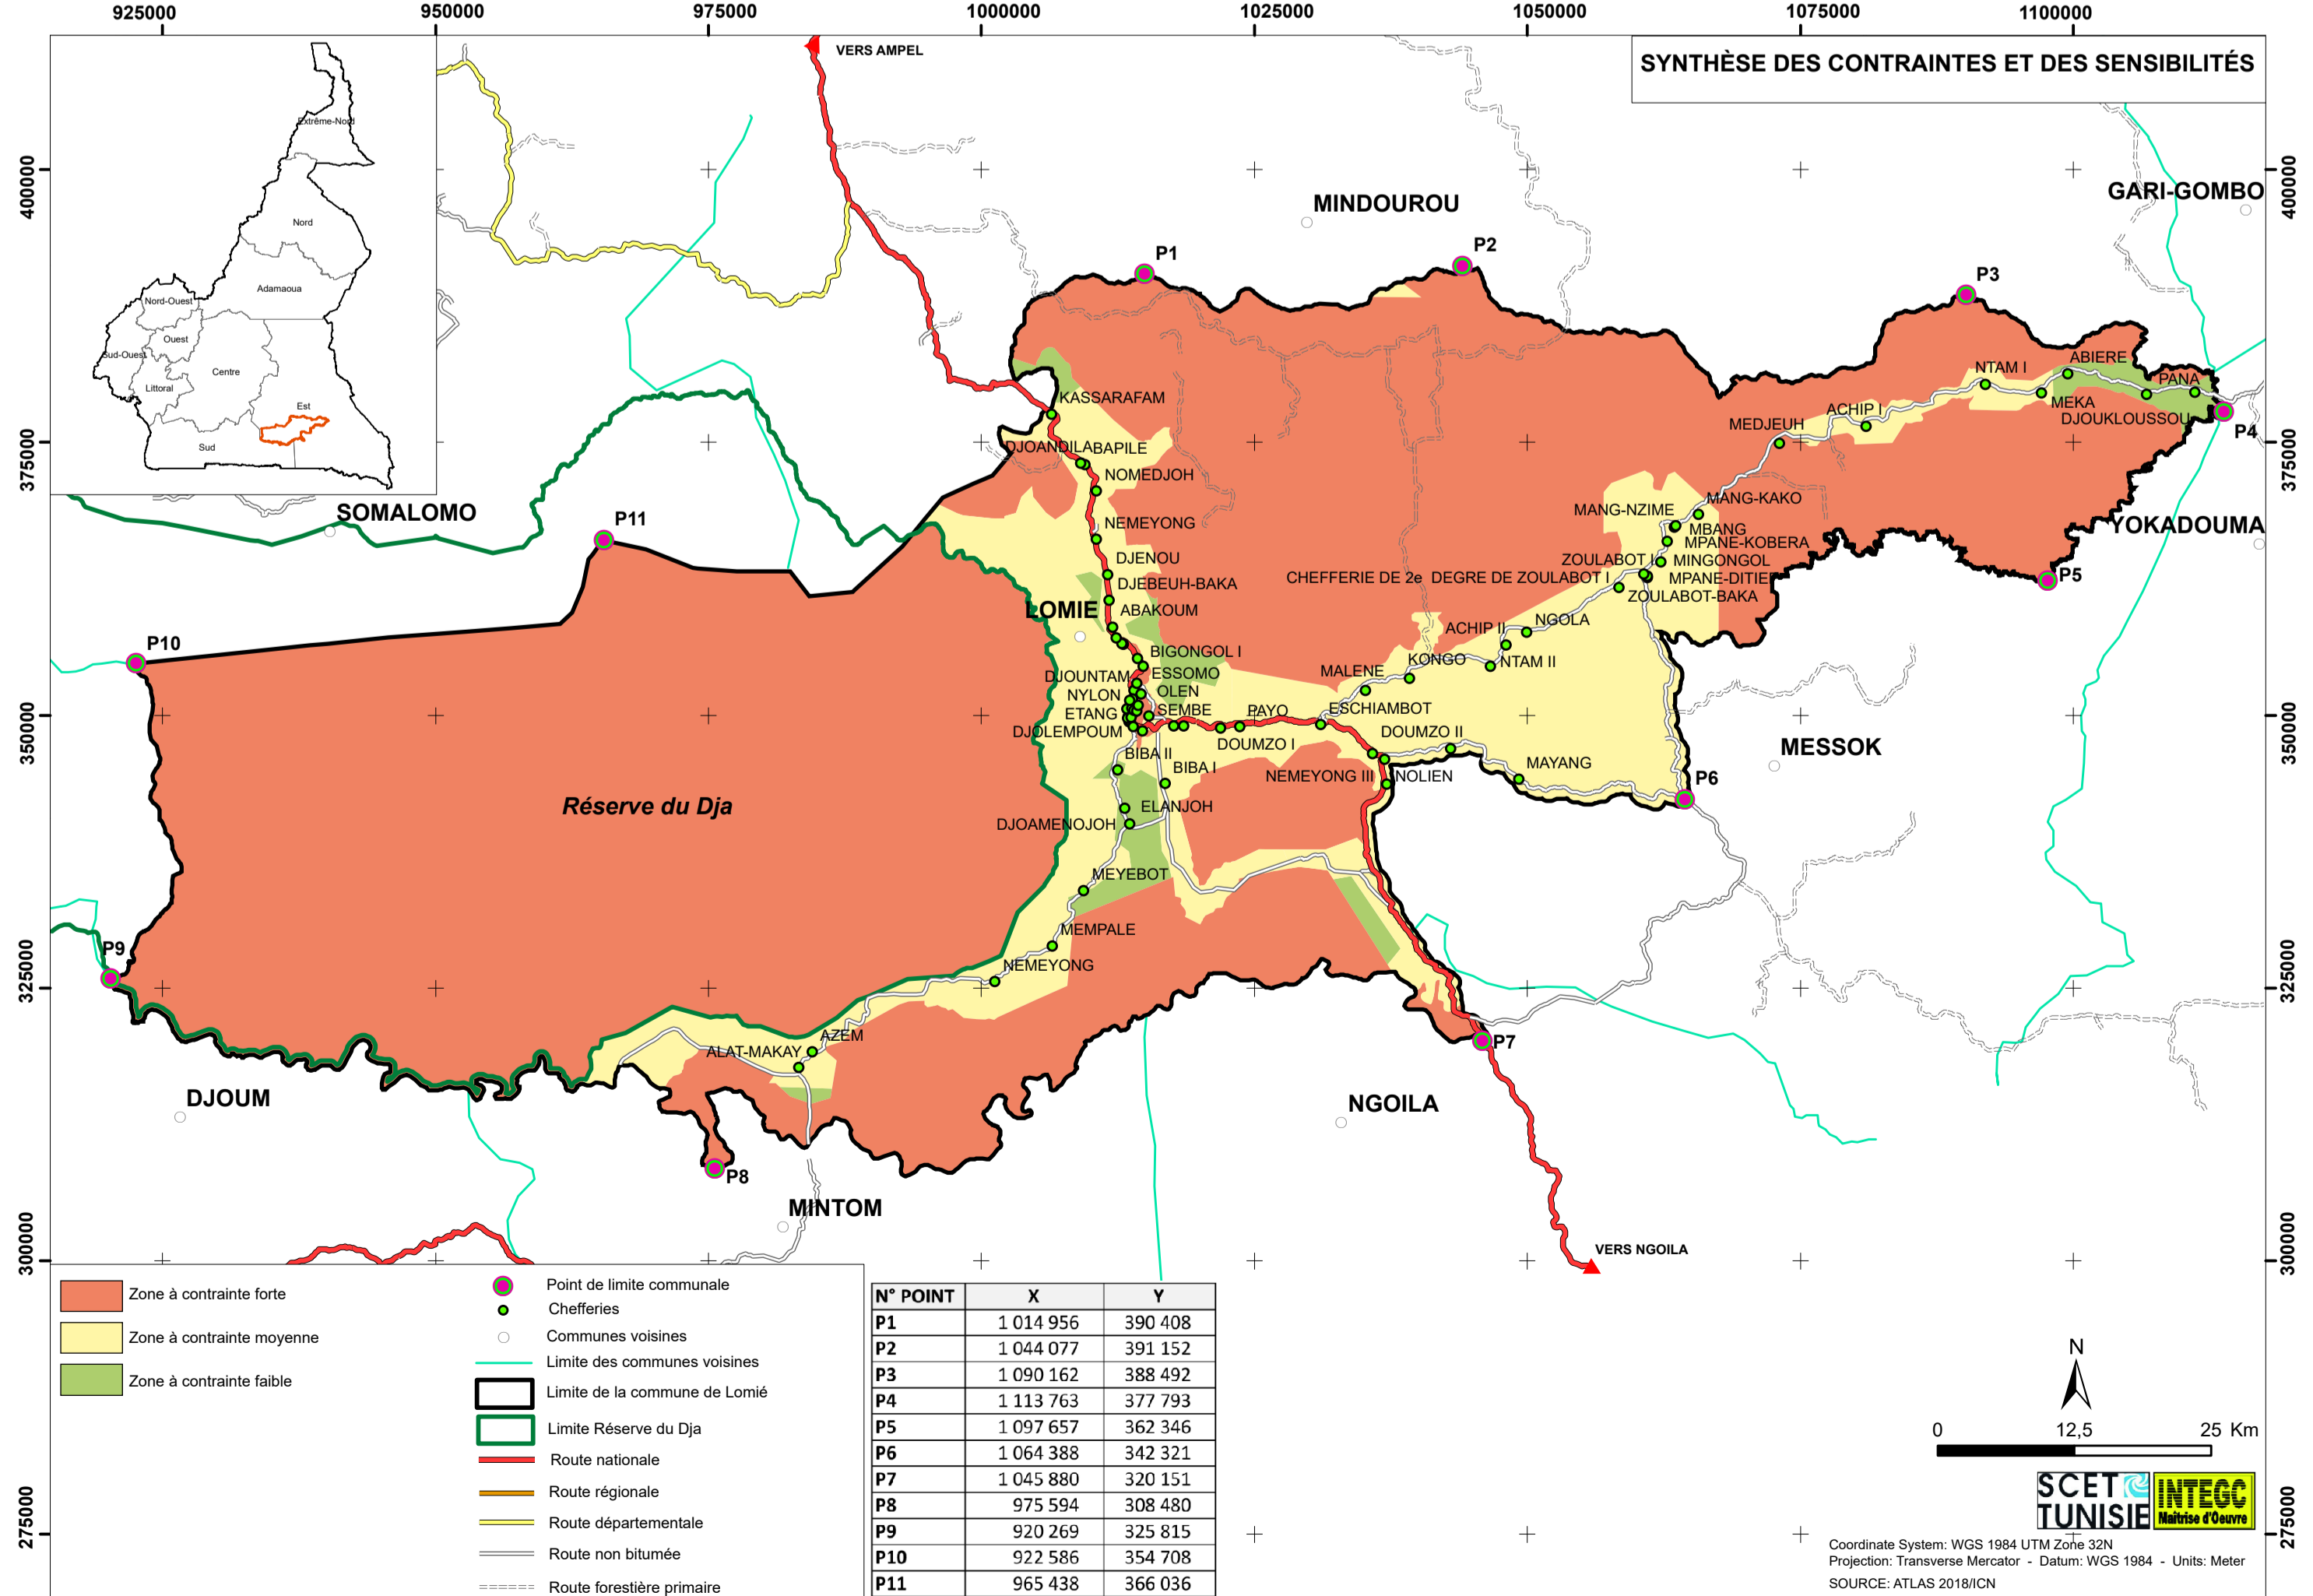 925000 950000 975000 1000000 1025000 1050000 1075000 1100000
SYNTHÈSE DES CONTRAINTES ET DES SENSIBILITÉS
VERS AMPEL
Extrême-Nord
Nord
Adamaoua
Nord-Ouest
Ouest
Sud-Ouest
Centre
Littoral
Est
Sud
400000
400000
375000
375000
350000
350000
325000
325000
300000
300000
275000
275000
GARI-GOMBO
MINDOUROU
P1
P2
P3
ABIERE
NTAM I
PANA
KASSARAFAM
MEKA
ACHIP I
DJOUKLOUSSOU
MEDJEUH
P4
DJOANDILA
BAPILE
NOMEDJOH
MANG-KAKO
SOMALOMO
P11
MANG-NZIME
NEMEYONG
YOKADOUMA
MBANG
MPANE-KOBERA
DJENOU
ZOULABOT I
MINGONGOL
CHEFFERIE DE 2e DEGRE DE ZOULABOT I
MPANE-DITIE
P5
DJEBEUH-BAKA
ZOULABOT-BAKA
LOMIE
ABAKOUM
NGOLA
ACHIP II
P10
BIGONGOL I
KONGO
NTAM II
MALENE
DJOUNTAM
ESSOMO
NYLON
OLEN
ETANG
SEMBE
PAYO
ESCHIAMBOT
DJOLEMPOUM
DOUMZO I
DOUMZO II
MESSOK
BIBA II
BIBA I
NEMEYONG III
NOLIEN
MAYANG
P6
Réserve du Dja
ELANJOH
DJOAMENOJOH
MEYEBOT
MEMPALE
P9
NEMEYONG
AZEM
ALAT-MAKAY
P7
DJOUM
NGOILA
P8
MINTOM
VERS NGOILA
Zone à contrainte forte
Zone à contrainte moyenne
Zone à contrainte faible
Point de limite communale
Chefferies
Communes voisines
Limite des communes voisines
Limite de la commune de Lomié
Limite Réserve du Dja
Route nationale
Route régionale
Route départementale
Route non bitumée
Route forestière primaire
N° POINT X Y
P1 1 014 956 390 408
P2 1 044 077 391 152
P3 1 090 162 388 492
P4 1 113 763 377 793
P5 1 097 657 362 346
P6 1 064 388 342 321
P7 1 045 880 320 151
P8 975 594 308 480
P9 920 269 325 815
P10 922 586 354 708
P11 965 438 366 036
N
0 12,5 25 Km
SCET
TUNISIE
INTEGC
Maitrise d'Oeuvre
Coordinate System: WGS 1984 UTM Zone 32N
Projection: Transverse Mercator - Datum: WGS 1984 - Units: Meter
SOURCE: ATLAS 2018/ICN